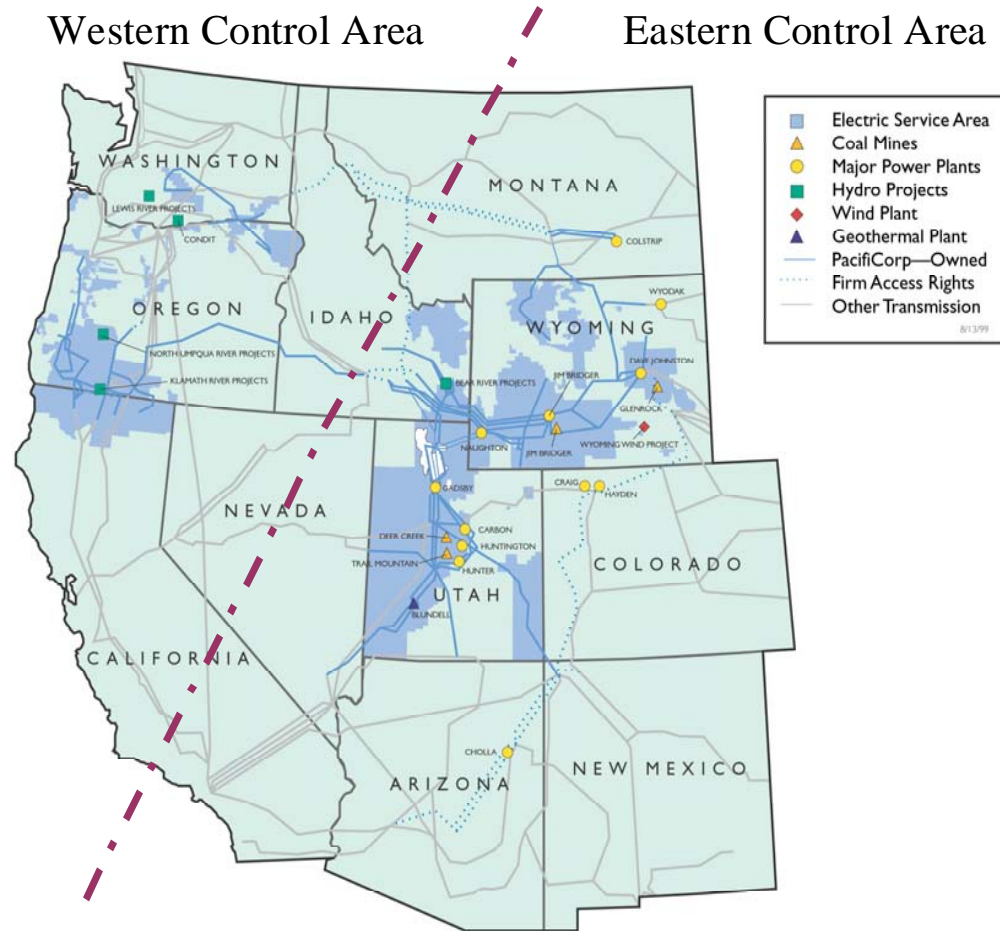 Western Control Area
Eastern Control Area
Electric Service Area
Coal Mines
Major Power Plants
Hydro Projects
Wind Plant
Geothermal Plant
PacifiCorp—Owned
Firm Access Rights
Other Transmission
8/13/99
WASHINGTON
LEWIS RIVER PROJECTS
CONDIT
MONTANA
COLSTRIP
OREGON
IDAHO
WYODAK
WYOMING
NORTH UMPQUA RIVER PROJECTS
KLAMATH RIVER PROJECTS
BEAR RIVER PROJECTS
JIM BRIDGER
DAVE JOHNSTON
GLENROCK
NAUGHTON
JIM BRIDGER
WYOMING WIND PROJECT
GADSBY
CRAIG
HAYDEN
NEVADA
CARBON
DEER CREEK
HUNTINGTON
TRAIL MOUNTAIN
HUNTER
COLORADO
UTAH
BLUNDELL
CALIFORNIA
CHOLLA
ARIZONA
NEW MEXICO